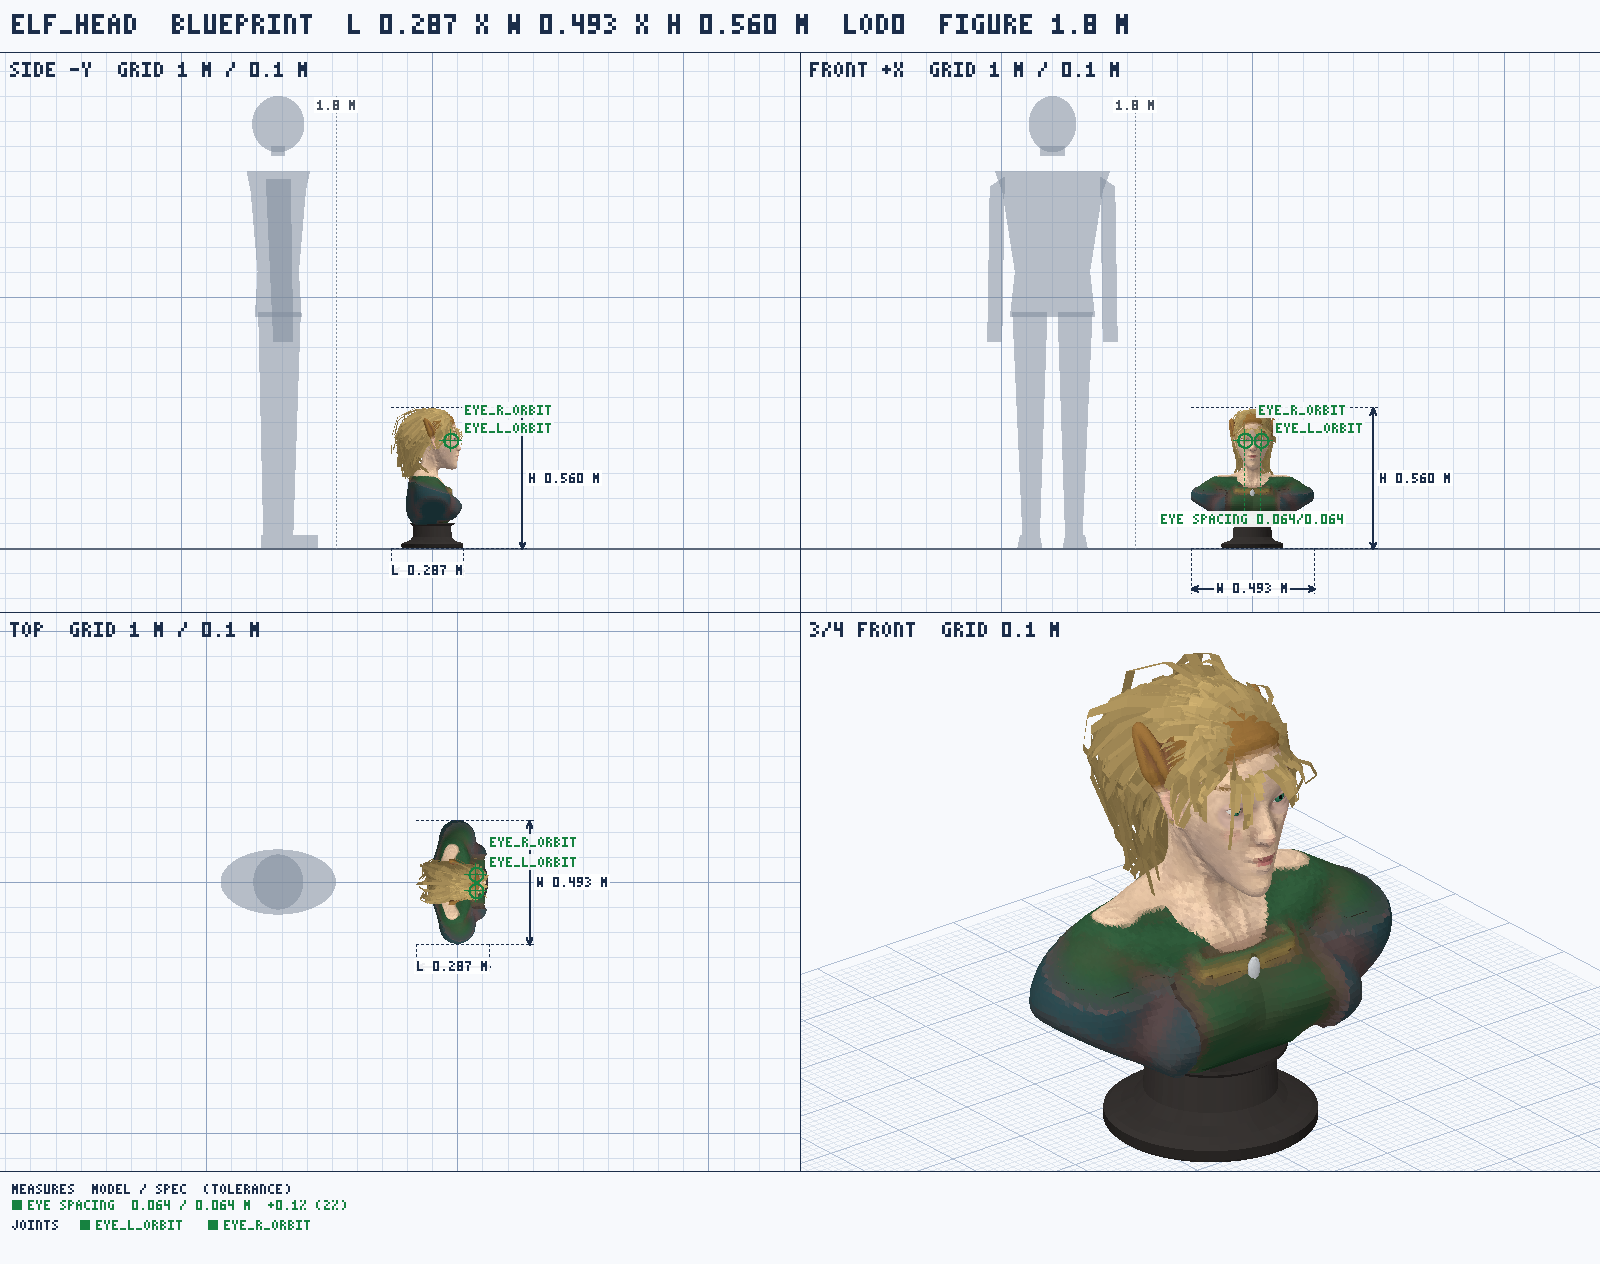 ELF_HEAD BLUEPRINT L 0.287 X W 0.493 X H 0.560 M LOD0 FIGURE 1.8 M
SIDE -Y GRID 1 M / 0.1 M
1.8 M
EYE_R_ORBIT
EYE_L_ORBIT
H 0.560 M
L 0.287 M
FRONT +X GRID 1 M / 0.1 M
1.8 M
EYE_R_ORBIT
EYE_L_ORBIT
H 0.560 M
EYE SPACING 0.064/0.064
W 0.493 M
TOP GRID 1 M / 0.1 M
EYE_R_ORBIT
EYE_L_ORBIT
W 0.493 M
L 0.287 M
3/4 FRONT GRID 0.1 M
MEASURES MODEL / SPEC (TOLERANCE)
EYE SPACING 0.064 / 0.064 M +0.1% (2%)
JOINTS EYE_L_ORBIT EYE_R_ORBIT